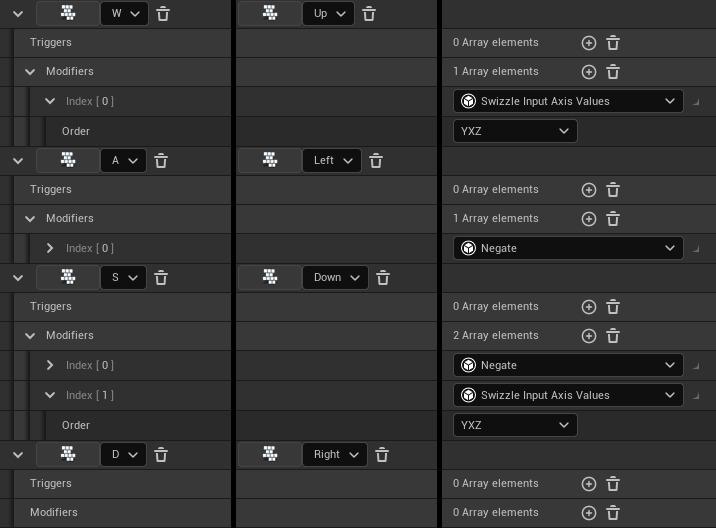 W Up
Triggers 0 Array elements
Modifiers 1 Array elements
Index [ 0 ] Swizzle Input Axis Values
Order YXZ
A Left
Triggers 0 Array elements
Modifiers 1 Array elements
Index [ 0 ] Negate
S Down
Triggers 0 Array elements
Modifiers 2 Array elements
Index [ 0 ] Negate
Index [ 1 ] Swizzle Input Axis Values
Order YXZ
D Right
Triggers 0 Array elements
Modifiers 0 Array elements